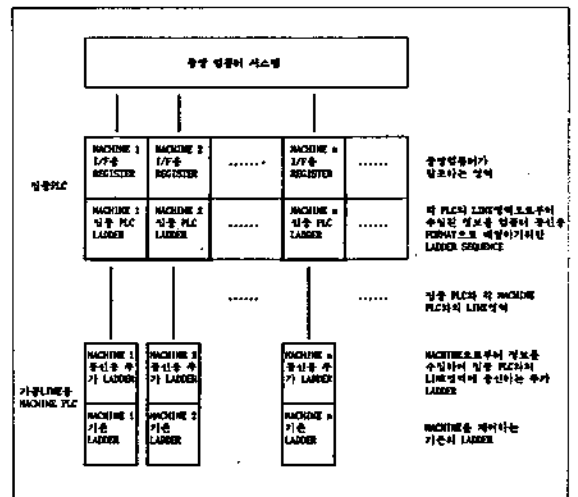 중앙 컴퓨터 시스템
MACHINE 1
I/F용
REGISTER
MACHINE 2
I/F용
REGISTER
......
MACHINE n
I/F용
REGISTER
......
중앙컴퓨터가
참조하는 영역
집중PLC
MACHINE 1
집중 PLC
LADDER
MACHINE 2
집중 PLC
LADDER
......
MACHINE n
집중 PLC
LADDER
......
각 PLC의 LINK영역으로부터
수집된 정보를 컴퓨터 통신용
FORMAT으로 배열하기위한
LADDER SEQUENCE
......
......
집중 PLC와 각 MACHINE
PLC와의 LINK영역
MACHINE 1
통신용 추
가 LADDER
MACHINE 2
통신용 추
가 LADDER
MACHINE n
통신용 추
가 LADDER
MACHINE으로부터 정보를
수집하여 집중 PLC와의
LINK영역에 송신하는 추가
LADDER
가공LINE용
MACHINE PLC
MACHINE 1
기존
LADDER
MACHINE 2
기존
LADDER
......
MACHINE n
기존
LADDER
......
MACHINE을 제어하는
기존의 LADDER